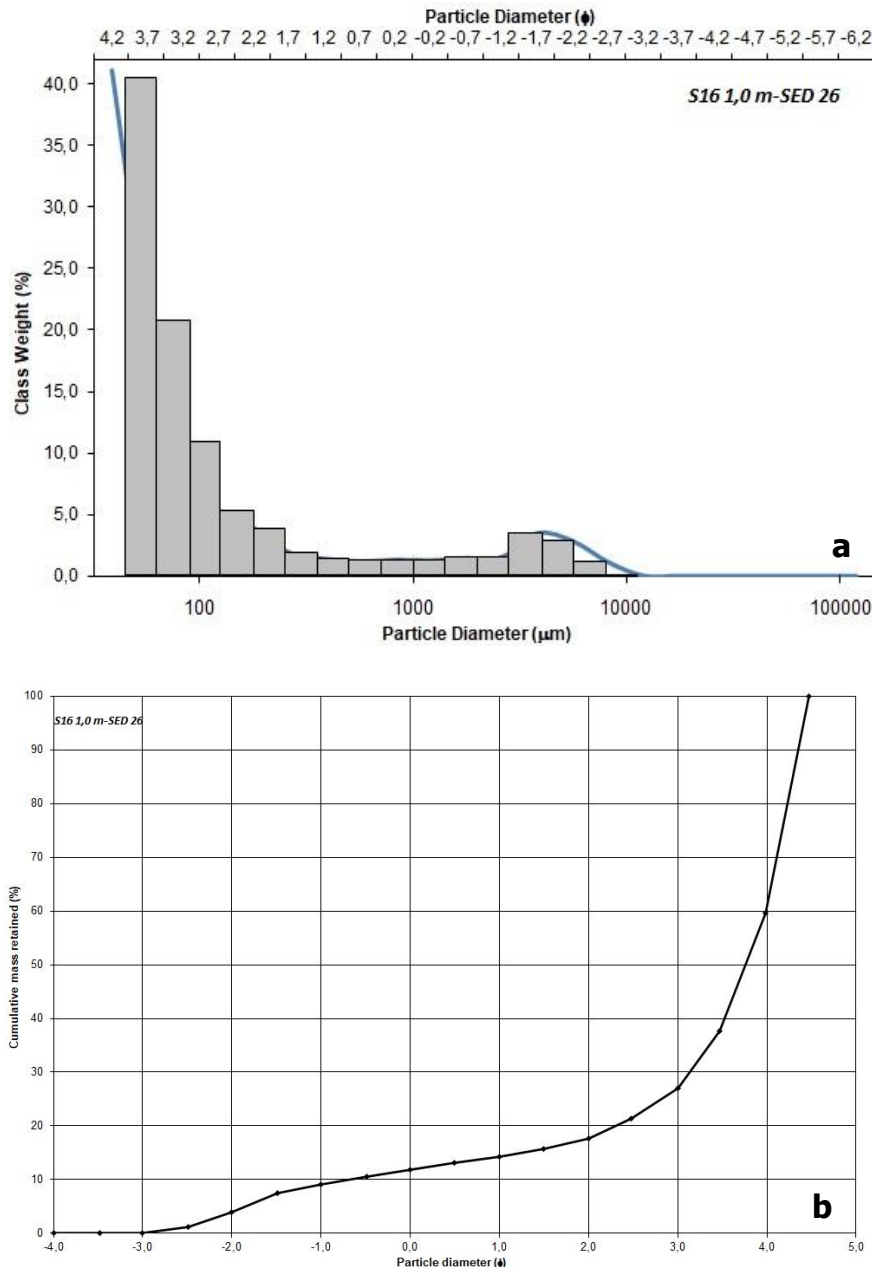 Particle Diameter (ϕ)
4,2 3,7 3,2 2,7 2,2 1,7 1,2 0,7 0,2 -0,2 -0,7 -1,2 -1,7 -2,2 -2,7 -3,2 -3,7 -4,2 -4,7 -5,2 -5,7 -6,2
S16 1,0 m-SED 26
40,0
35,0
30,0
25,0
20,0
15,0
10,0
5,0
0,0
Class Weight (%)
a
100 1000 10000 100000
Particle Diameter (μm)
S16 1,0 m-SED 26
100
90
80
70
60
50
40
30
20
10
0
Cumulative mass retained (%)
b
-4,0 -3,0 -2,0 -1,0 0,0 1,0 2,0 3,0 4,0 5,0
Particle diameter (ϕ)